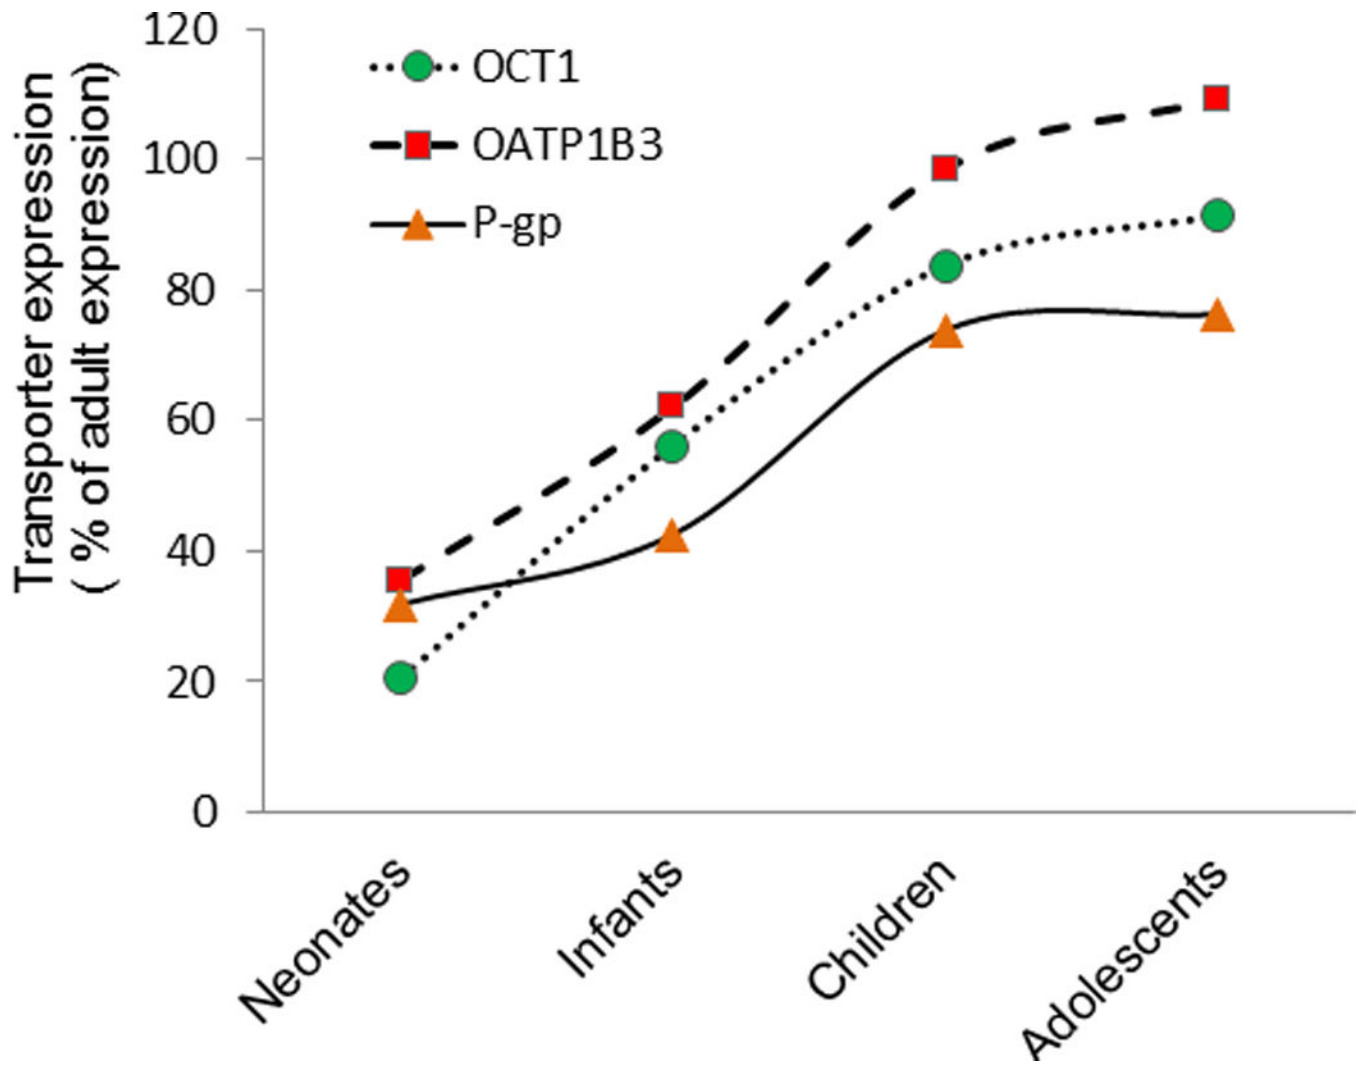 Transporter expression
( % of adult expression)
120
100
80
60
40
20
0
OCT1
OATP1B3
P-gp
Neonates
Infants
Children
Adolescents